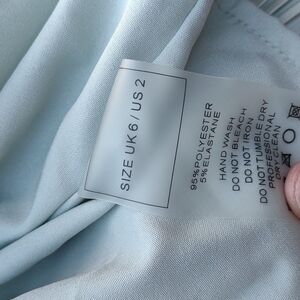 SIZE UK 6 / US 2
95% POLYESTER
5% ELASTANE
HAND WASH
DO NOT BLEACH
DO NOT IRON
DO NOT TUMBLE DRY
PROFESSIONAL
DRY CLEAN